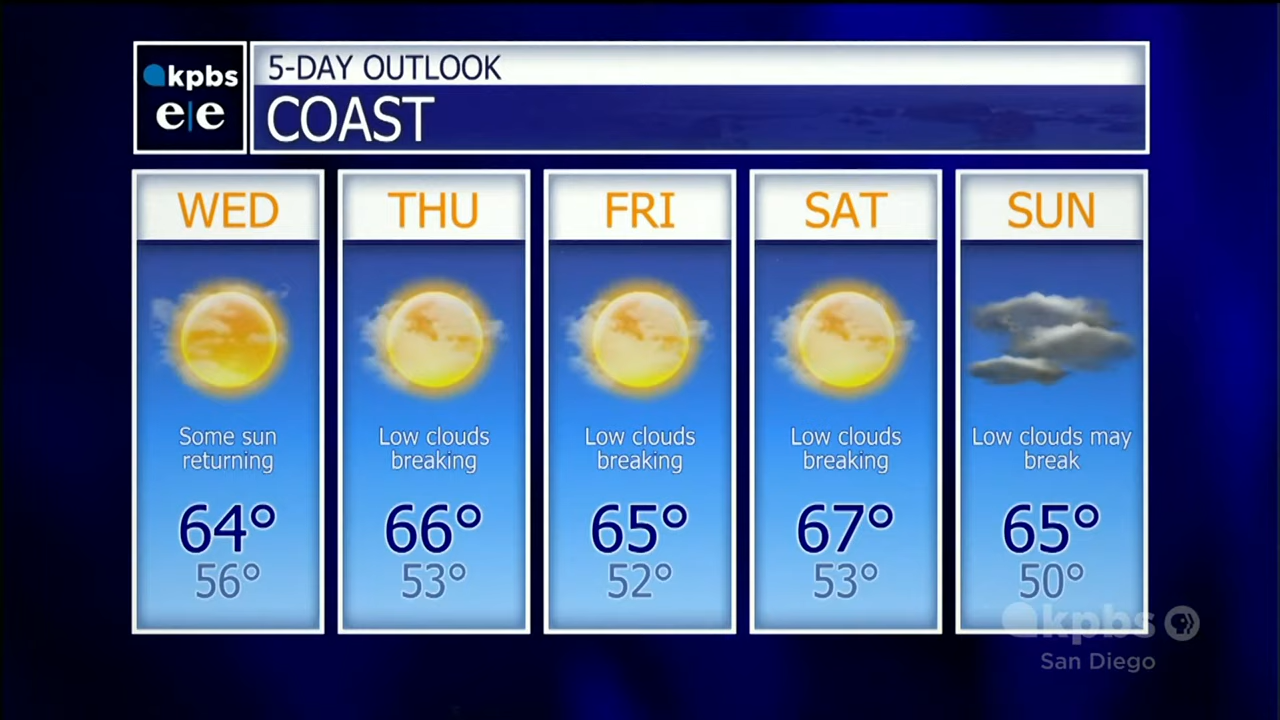 kpbs
e|e
5-DAY OUTLOOK
COAST
WED
THU
FRI
SAT
SUN
Some sun
returning
Low clouds
breaking
Low clouds
breaking
Low clouds
breaking
Low clouds may
break
64°
66°
65°
67°
65°
56°
53°
52°
53°
50°
kpbs
San Diego